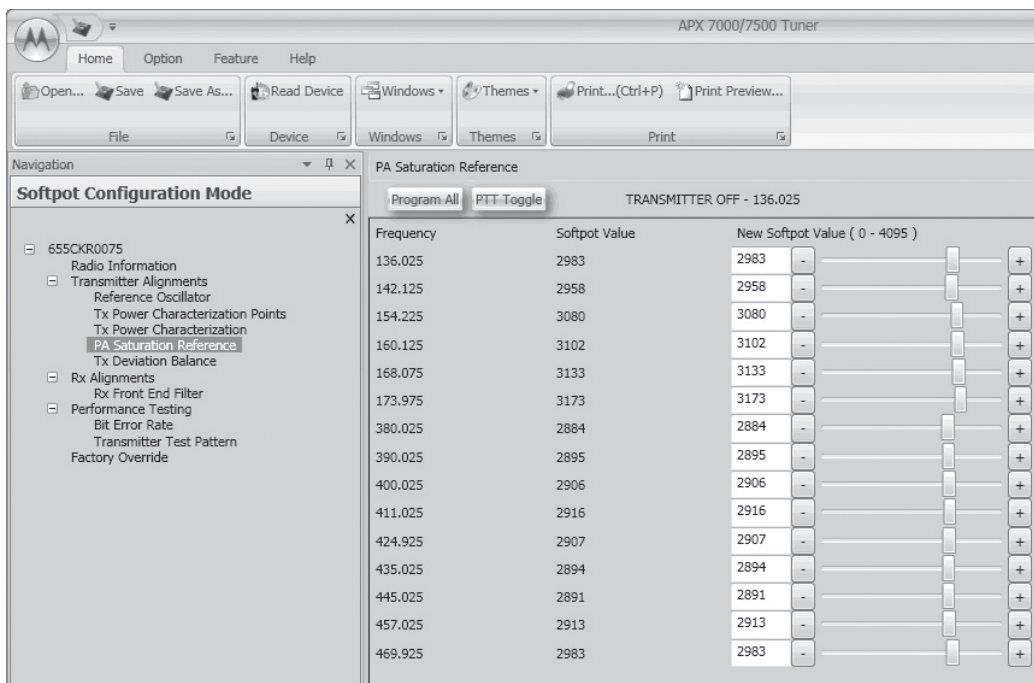 APX 7000/7500 Tuner
Home Option Feature Help
Open... Save Save As... Read Device Windows Themes Print...(Ctrl+P) Print Preview...
File Device Windows Themes Print
Navigation
Softpot Configuration Mode
655CKR0075
Radio Information
Transmitter Alignments
Reference Oscillator
Tx Power Characterization Points
Tx Power Characterization
PA Saturation Reference
Tx Deviation Balance
Rx Alignments
Rx Front End Filter
Performance Testing
Bit Error Rate
Transmitter Test Pattern
Factory Override
PA Saturation Reference
Program All PTT Toggle TRANSMITTER OFF - 136.025
Frequency Softpot Value New Softpot Value ( 0 - 4095 )
136.025 2983 2983 - +
142.125 2958 2958 - +
154.225 3080 3080 - +
160.125 3102 3102 - +
168.075 3133 3133 - +
173.975 3173 3173 - +
380.025 2884 2884 - +
390.025 2895 2895 - +
400.025 2906 2906 - +
411.025 2916 2916 - +
424.925 2907 2907 - +
435.025 2894 2894 - +
445.025 2891 2891 - +
457.025 2913 2913 - +
469.925 2983 2983 - +